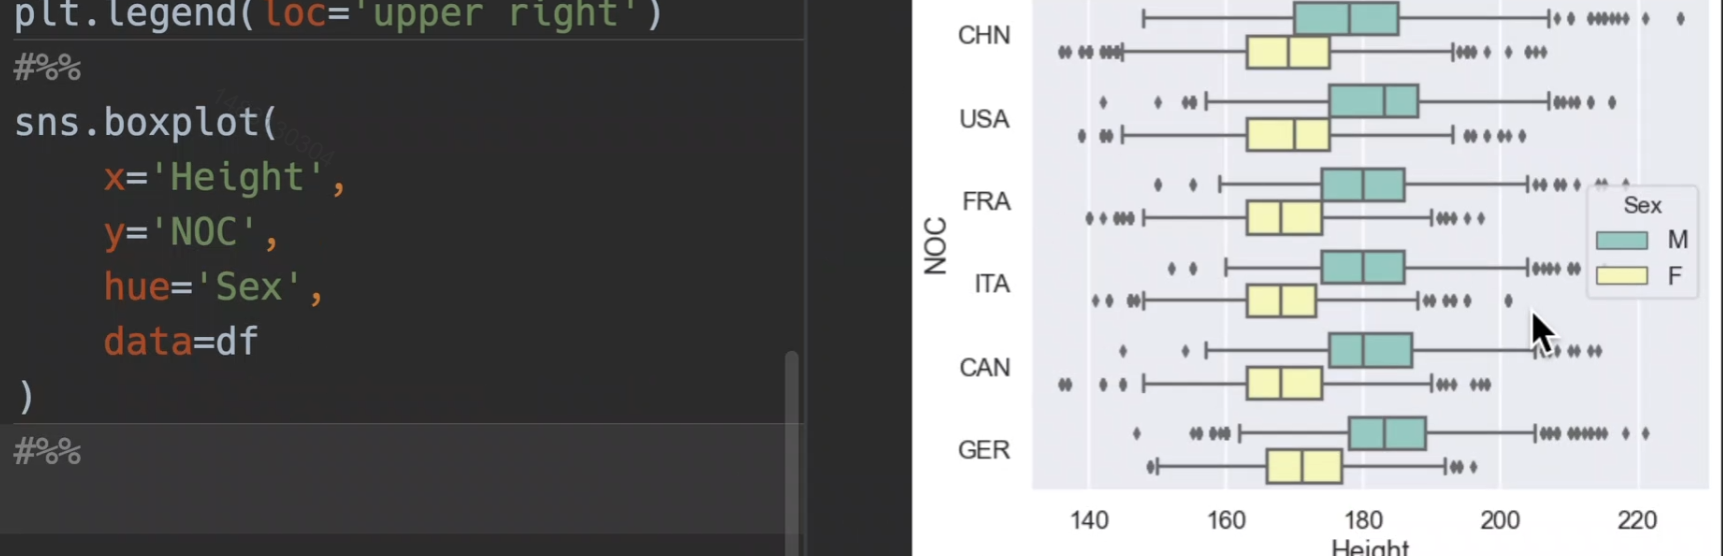 plt.legend(loc='upper right')
#%%
sns.boxplot(
x='Height',
y='NOC',
hue='Sex',
data=df
)
#%%
CHN
USA
FRA
ITA
CAN
GER
NOC
Sex
M
F
140 160 180 200 220
Height